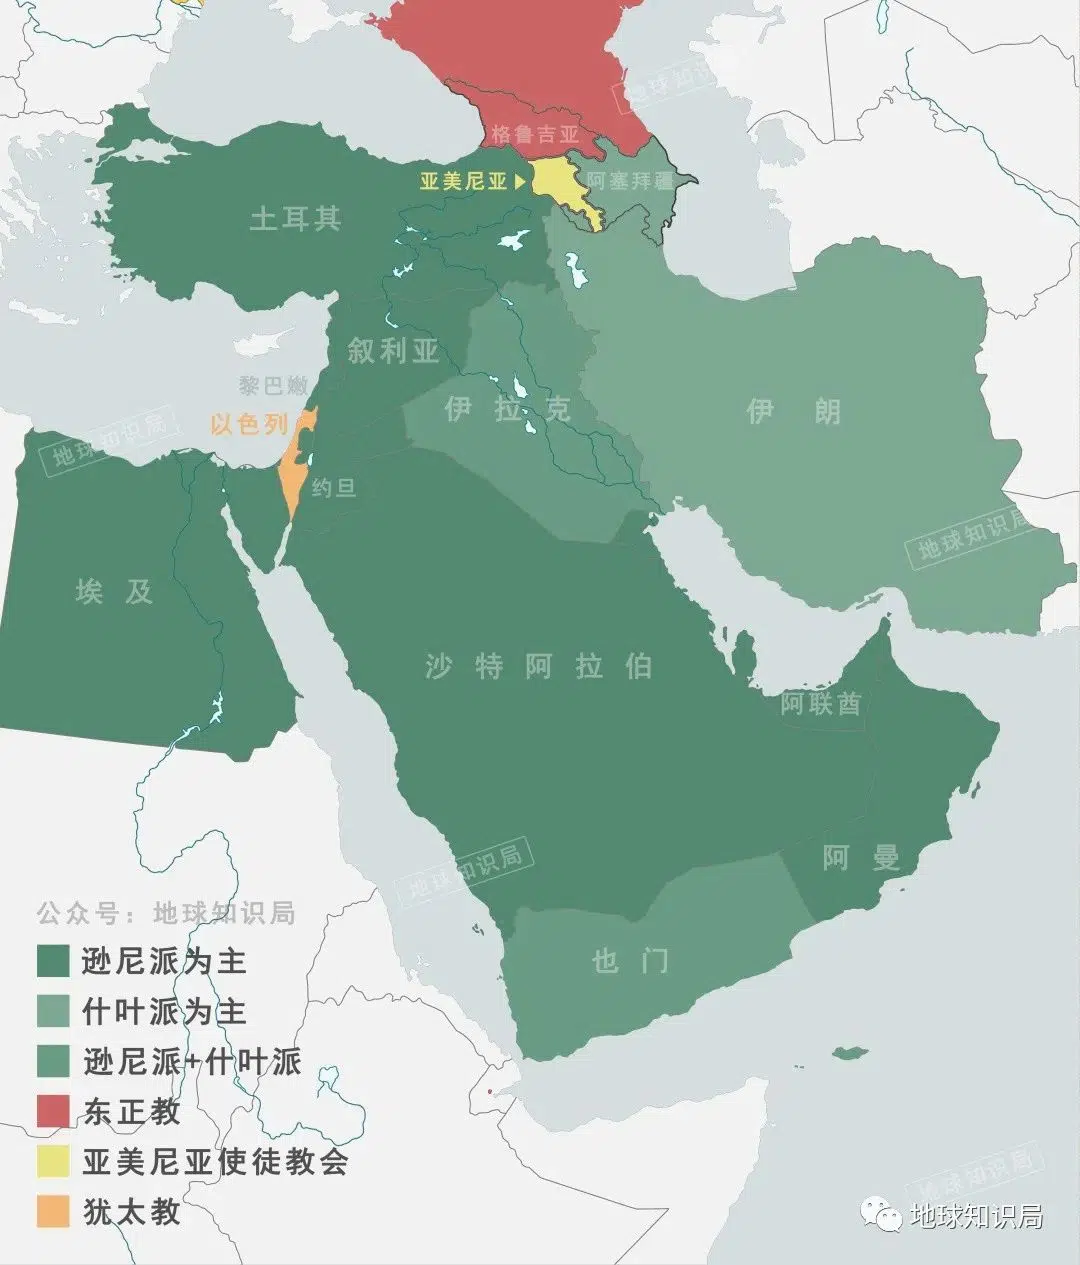 地球知识局
格鲁吉亚
亚美尼亚
阿塞拜疆
土耳其
叙利亚
黎巴嫩
以色列
伊拉克
伊朗
地球知识局
约旦
地球知识局
埃及
沙特阿拉伯
阿联酋
阿曼
地球知识局
公众号：地球知识局
也门
逊尼派为主
什叶派为主
逊尼派+什叶派
东正教
亚美尼亚使徒教会
犹太教
地球知识局
地球知识局